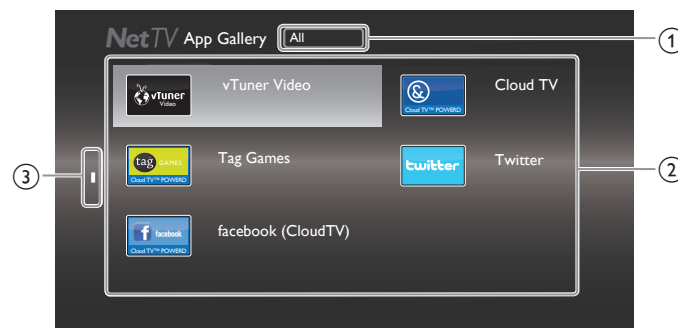 NetTV App Gallery All
1
vTuner Video
vTuner Video
& Cloud TV™ POWERD
Cloud TV
tag GAMES Cloud TV™ POWERD
Tag Games
twitter
Twitter
3
2
f facebook Cloud TV™ POWERD
facebook (CloudTV)